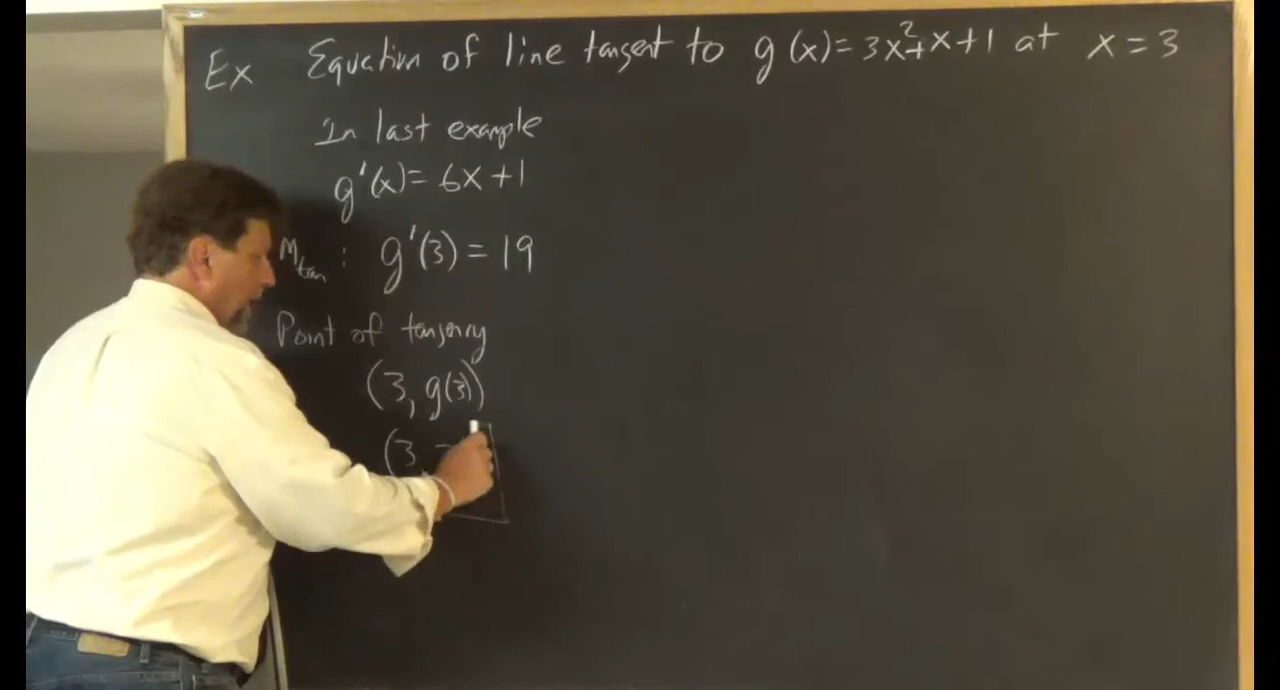 Ex Equation of line tangent to g(x)=3x²+x+1 at x=3
In last example
g'(x)=6x+1
Mtan: g'(3)=19
Point of tangency
(3, g(3))
(3,